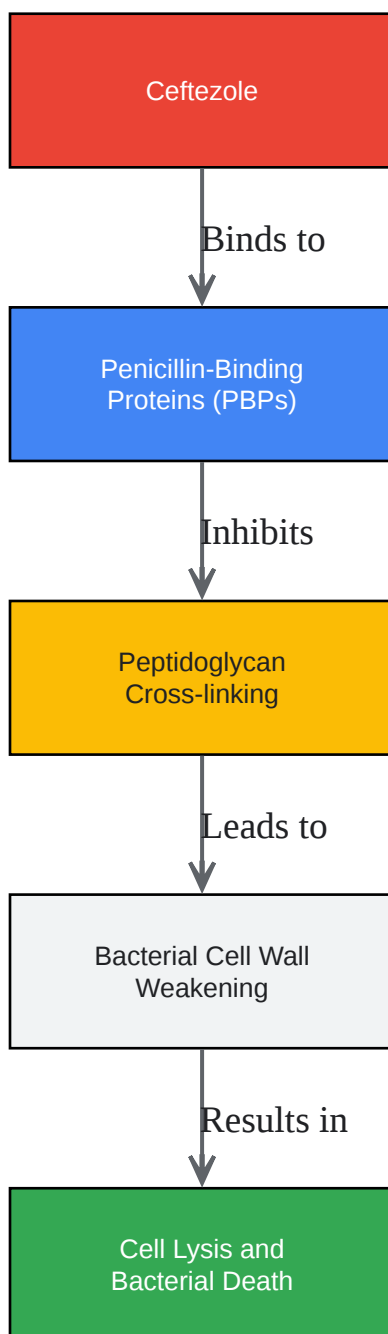 Ceftezole
Binds to
Penicillin-Binding
Proteins (PBPs)
Inhibits
Peptidoglycan
Cross-linking
Leads to
Bacterial Cell Wall
Weakening
Results in
Cell Lysis and
Bacterial Death